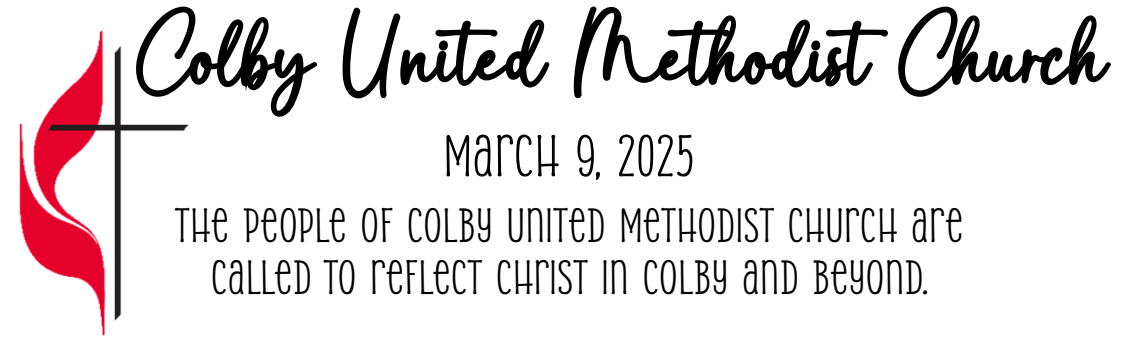 Colby United Methodist Church
March 9, 2025
The people of Colby United Methodist Church are
called to reflect Christ in Colby and beyond.